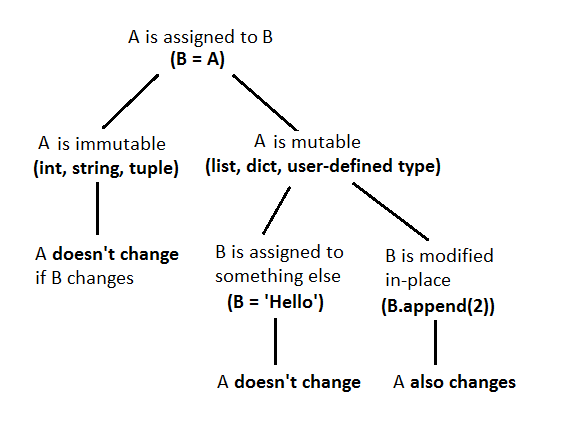 A is assigned to B
(B = A)
A is immutable
(int, string, tuple)
A is mutable
(list, dict, user-defined type)
A doesn't change
if B changes
B is assigned to
something else
(B = 'Hello')
B is modified
in-place
(B.append(2))
A doesn't change
A also changes